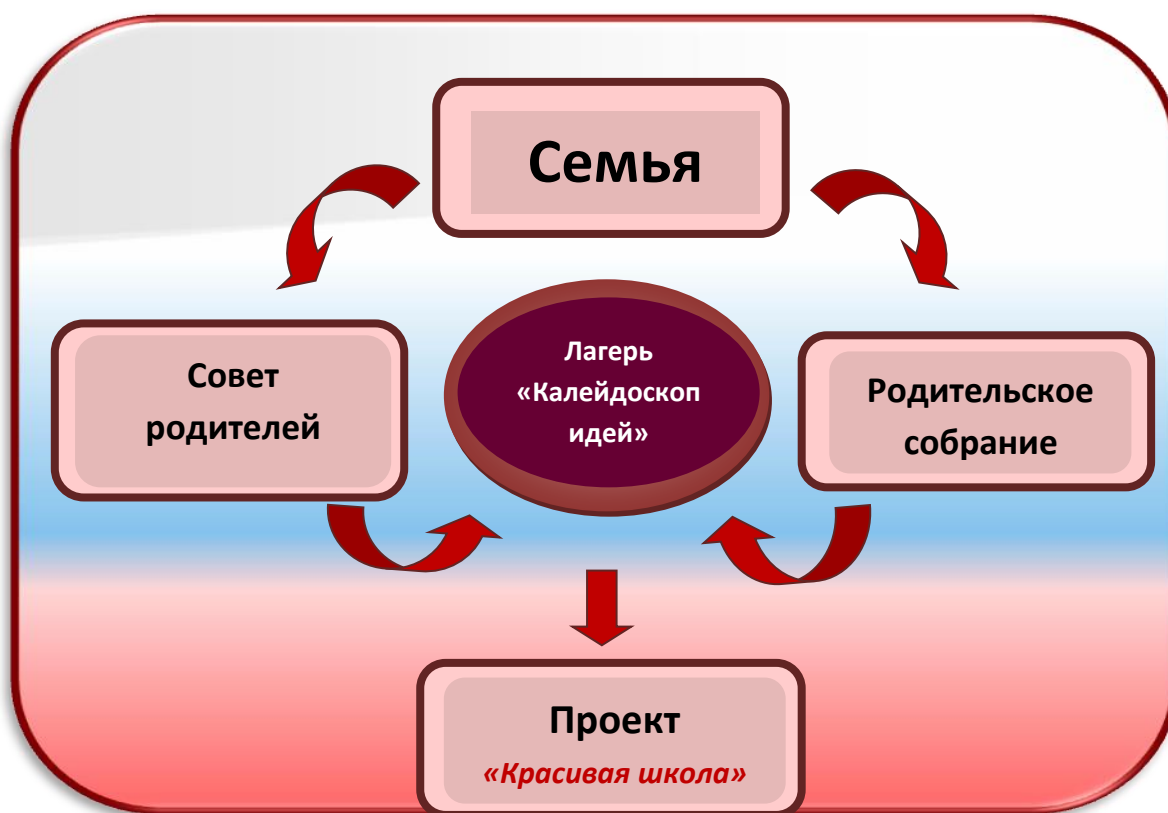 Семья
Совет
родителей
Лагерь
«Калейдоскоп
идей»
Родительское
собрание
Проект
«Красивая школа»